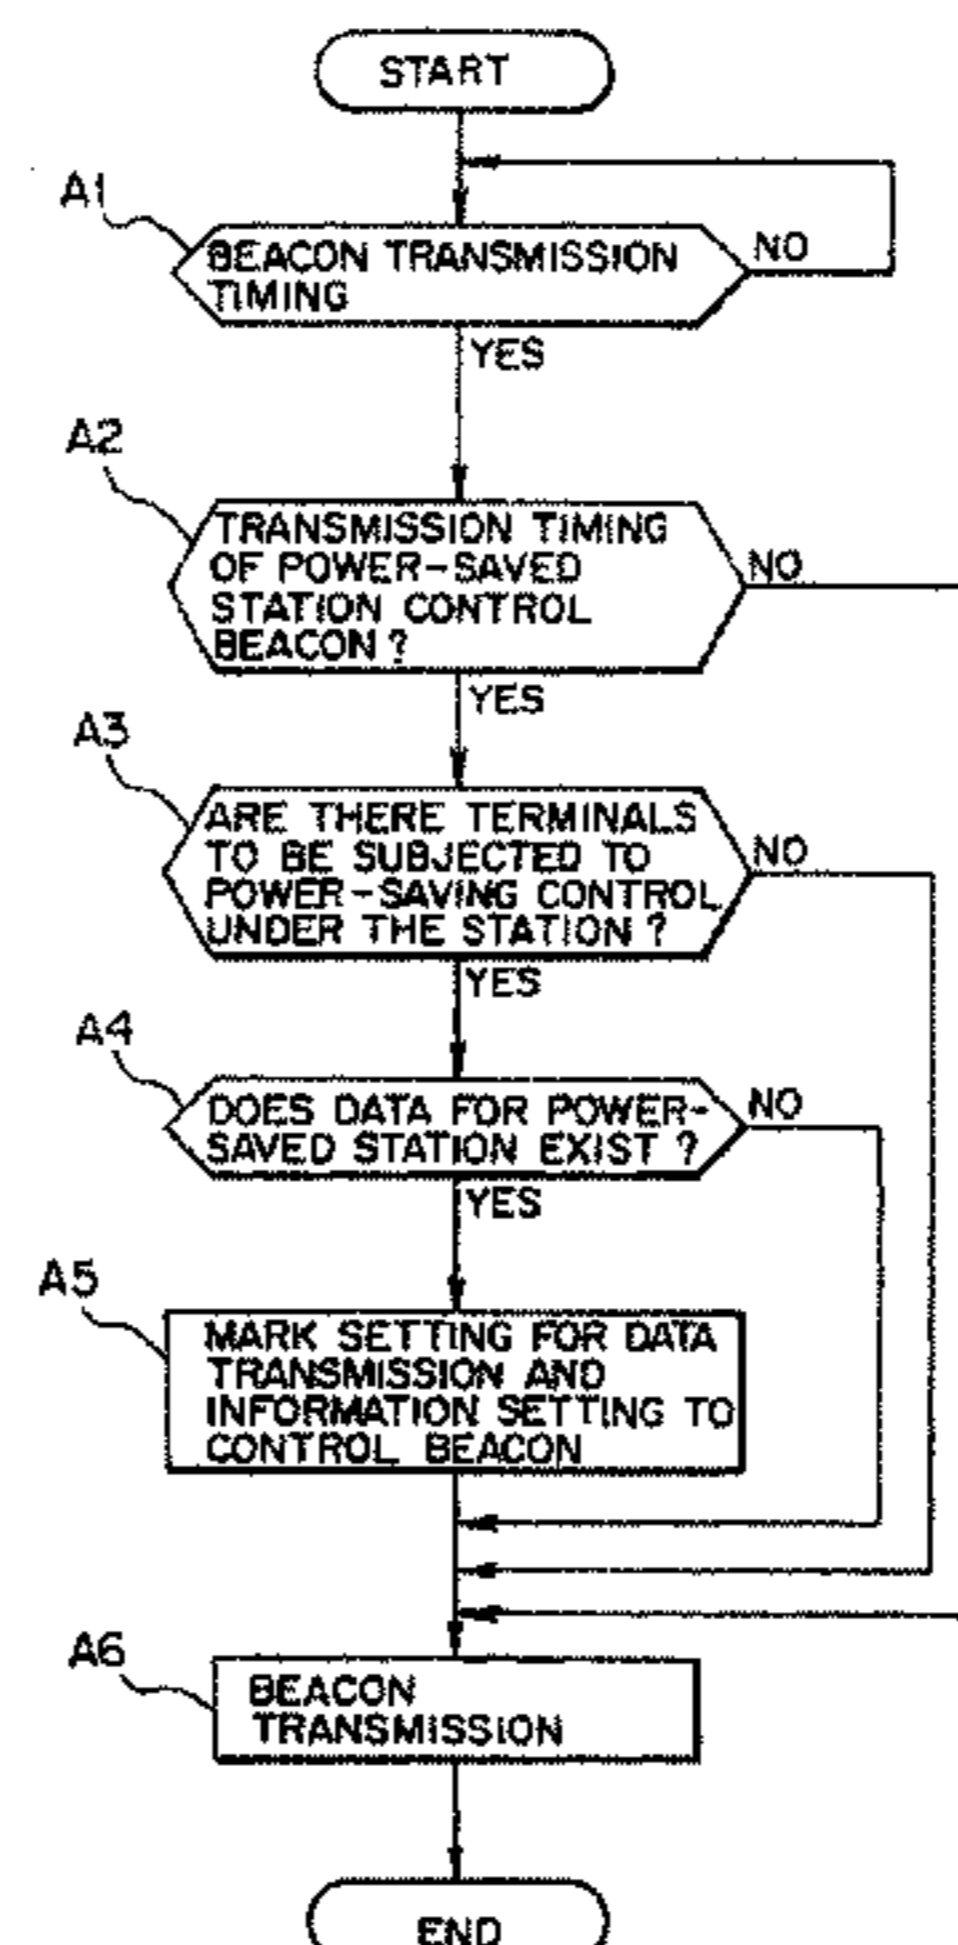 START
A1
BEACON TRANSMISSION
TIMING
NO
YES
A2
TRANSMISSION TIMING
OF POWER-SAVED
STATION CONTROL
BEACON?
NO
YES
A3
ARE THERE TERMINALS
TO BE SUBJECTED TO
POWER-SAVING CONTROL
UNDER THE STATION?
NO
YES
A4
DOES DATA FOR POWER-
SAVED STATION EXIST?
NO
YES
A5
MARK SETTING FOR DATA
TRANSMISSION AND
INFORMATION SETTING TO
CONTROL BEACON
A6
BEACON
TRANSMISSION
END